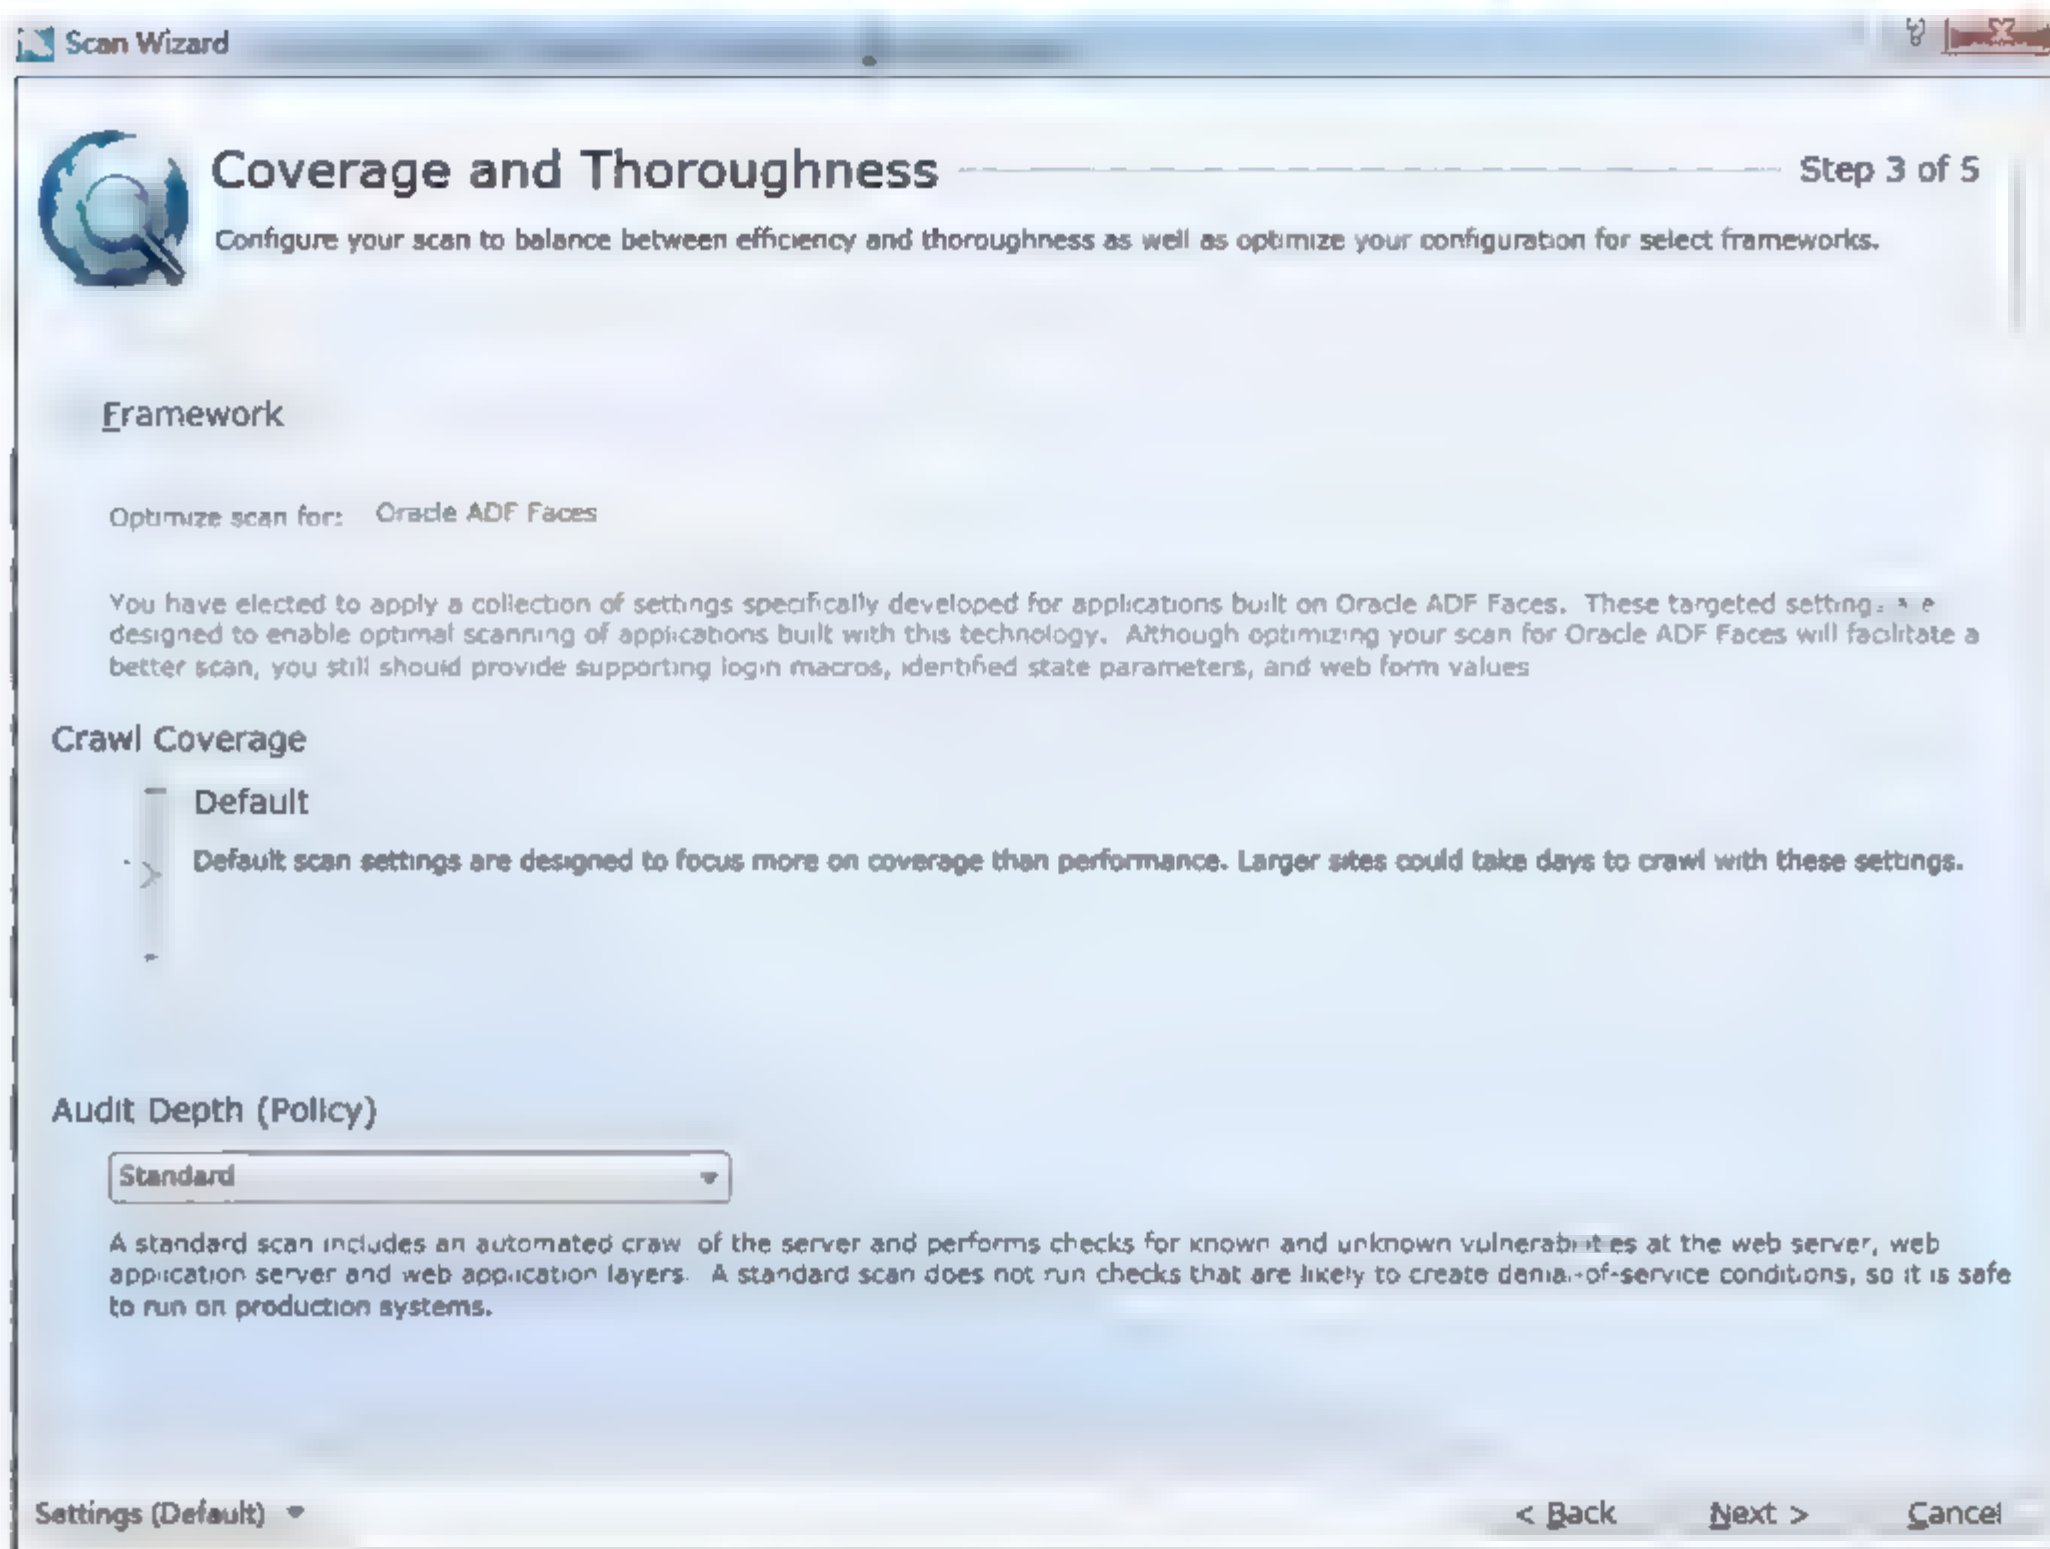 Scan Wizard
Coverage and Thoroughness
Step 3 of 5
Configure your scan to balance between efficiency and thoroughness as well as optimize your configuration for select frameworks.
Framework
Optimize scan for: Oracle ADF Faces
You have elected to apply a collection of settings specifically developed for applications built on Oracle ADF Faces. These targeted
designed to enable optimal scanning of applications built with this technology. Although optimizing your scan for Oracle ADF Faces will facilitate a
better scan, you still should provide supporting login macros, identified state parameters, and web form values
Crawl Coverage
Default
Default scan settings are designed to focus more on coverage than performance. Larger sites could take days to crawl with these settings.
Audit Depth (Policy)
Standard
A standard scan includes an automated craw of the server and performs checks for known and unknown vulnerabilities at the web server, web
application server and web application layers. A standard scan does not run checks that are likely to create denial-of-service conditions, so it is safe
to run on production systems.
Settings (Default)
< Back
Next >
Cancel